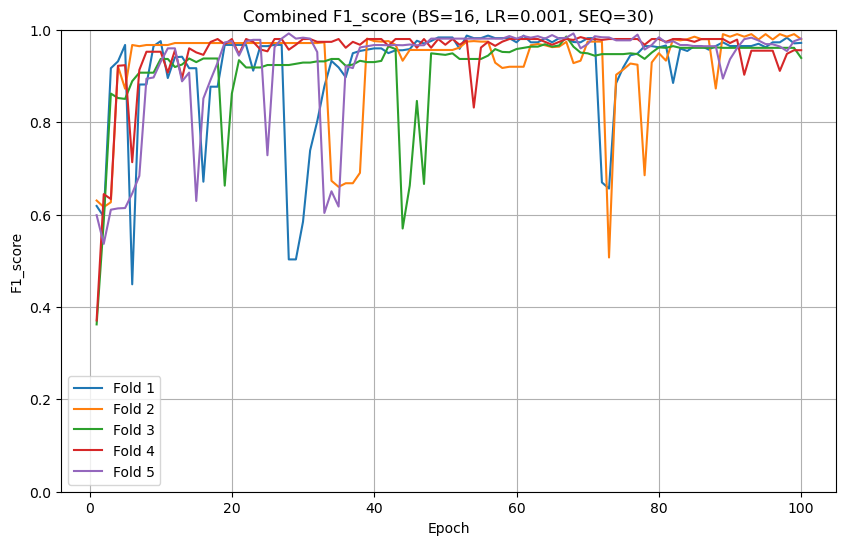 Combined F1_score (BS=16, LR=0.001, SEQ=30)
F1_score
1.0
0.8
0.6
0.4
0.2
0.0
Fold 1
Fold 2
Fold 3
Fold 4
Fold 5
0 20 40 60 80 100
Epoch